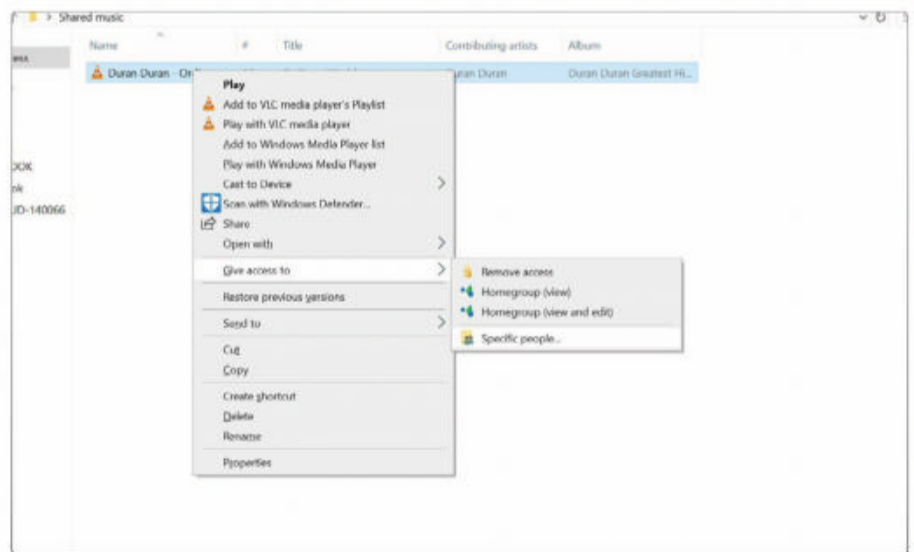 Shared music
Name # Title Contributing artists Album
Duran Duran - Duran Duran Duran Duran Greatest Hi...
Play
Add to VLC media player's Playlist
Play with VLC media player
Add to Windows Media Player list
Play with Windows Media Player
Cast to Device
Scan with Windows Defender...
Share
Open with
Give access to
Remove access
Homegroup (view)
Homegroup (view and edit)
Specific people...
Restore previous versions
Send to
Cut
Copy
Create shortcut
Delete
Rename
Properties
OOK
JD-140066